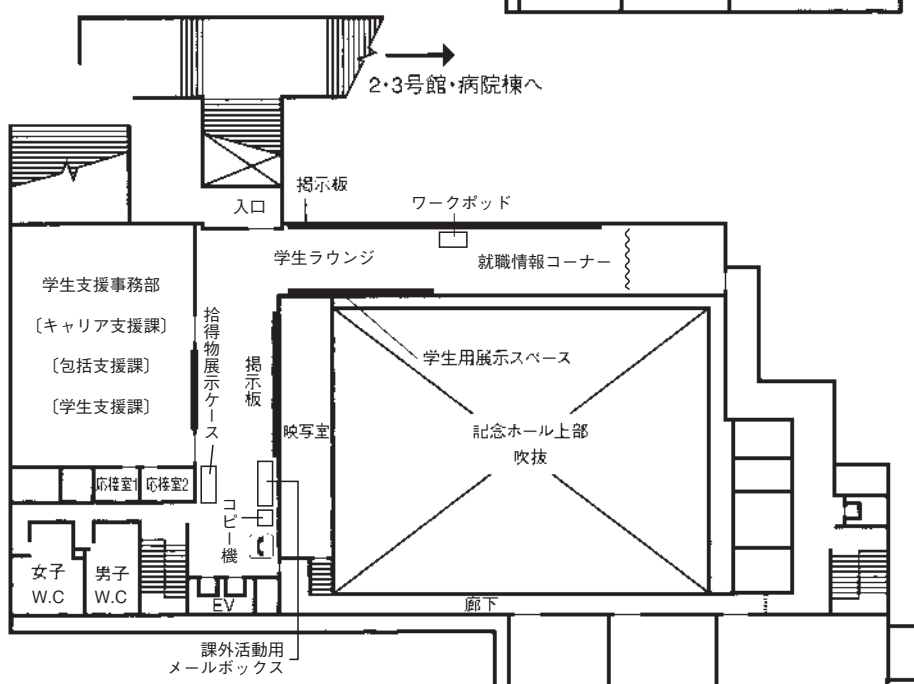 2・3号館・病院棟へ
掲示板
ワークポッド
入口
学生ラウンジ
就職情報コーナー
学生支援事務部
〔キャリア支援課〕
〔包括支援課〕
〔学生支援課〕
拾得物展示ケース
掲示板
学生用展示スペース
映写室
記念ホール上部
吹抜
応接室1
応接室2
コピー機
女子
W.C
男子
W.C
EV
廊下
課外活動用
メールボックス